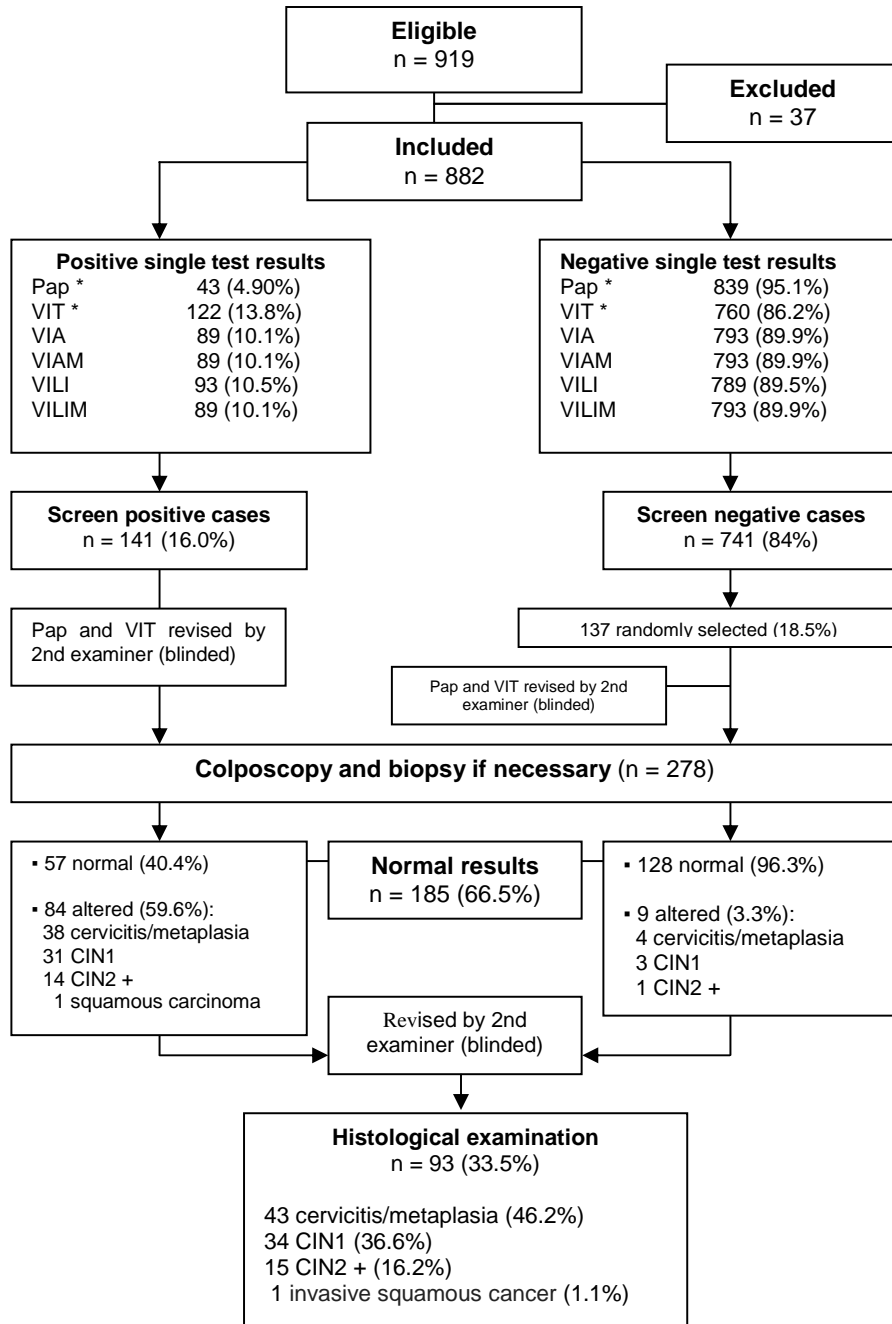 Eligible
n = 919
Excluded
n = 37
Included
n = 882
Positive single test results
Pap * 43 (4.90%)
VIT * 122 (13.8%)
VIA 89 (10.1%)
VIAM 89 (10.1%)
VILI 93 (10.5%)
VILIM 89 (10.1%)
Negative single test results
Pap * 839 (95.1%)
VIT * 760 (86.2%)
VIA 793 (89.9%)
VIAM 793 (89.9%)
VILI 789 (89.5%)
VILIM 793 (89.9%)
Screen positive cases
n = 141 (16.0%)
Screen negative cases
n = 741 (84%)
Pap and VIT revised by
2nd examiner (blinded)
137 randomly selected (18.5%)
Pap and VIT revised by 2nd
examiner (blinded)
Colposcopy and biopsy if necessary (n = 278)
▪ 57 normal (40.4%)
▪ 84 altered (59.6%):
38 cervicitis/metaplasia
31 CIN1
14 CIN2 +
1 squamous carcinoma
Normal results
n = 185 (66.5%)
▪ 128 normal (96.3%)
▪ 9 altered (3.3%):
4 cervicitis/metaplasia
3 CIN1
1 CIN2 +
Revised by 2nd
examiner (blinded)
Histological examination
n = 93 (33.5%)
43 cervicitis/metaplasia (46.2%)
34 CIN1 (36.6%)
15 CIN2 + (16.2%)
1 invasive squamous cancer (1.1%)